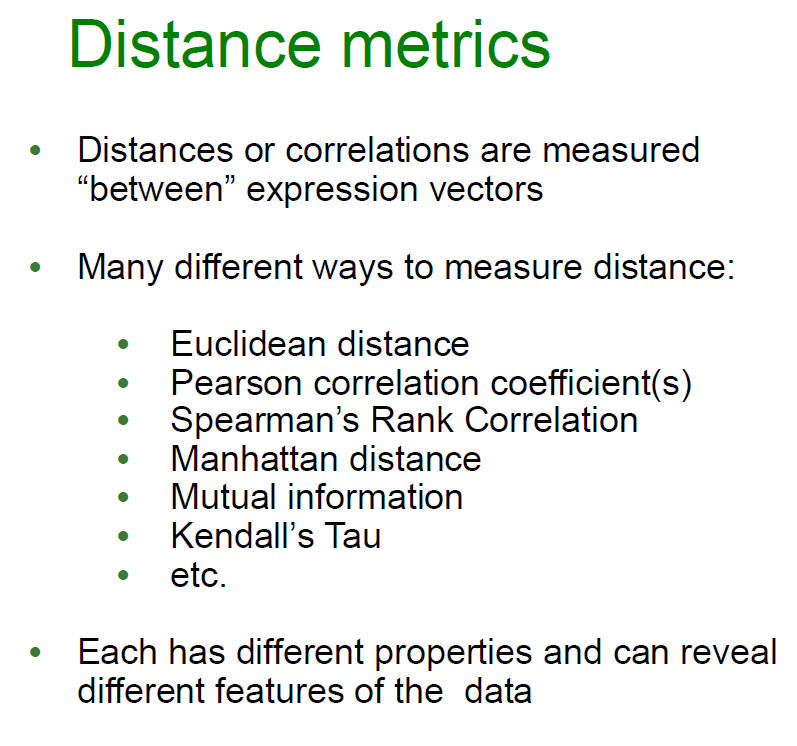 Distance metrics
• Distances or correlations are measured
“between” expression vectors
• Many different ways to measure distance:
• Euclidean distance
• Pearson correlation coefficient(s)
• Spearman’s Rank Correlation
• Manhattan distance
• Mutual information
• Kendall’s Tau
• etc.
• Each has different properties and can reveal
different features of the  data